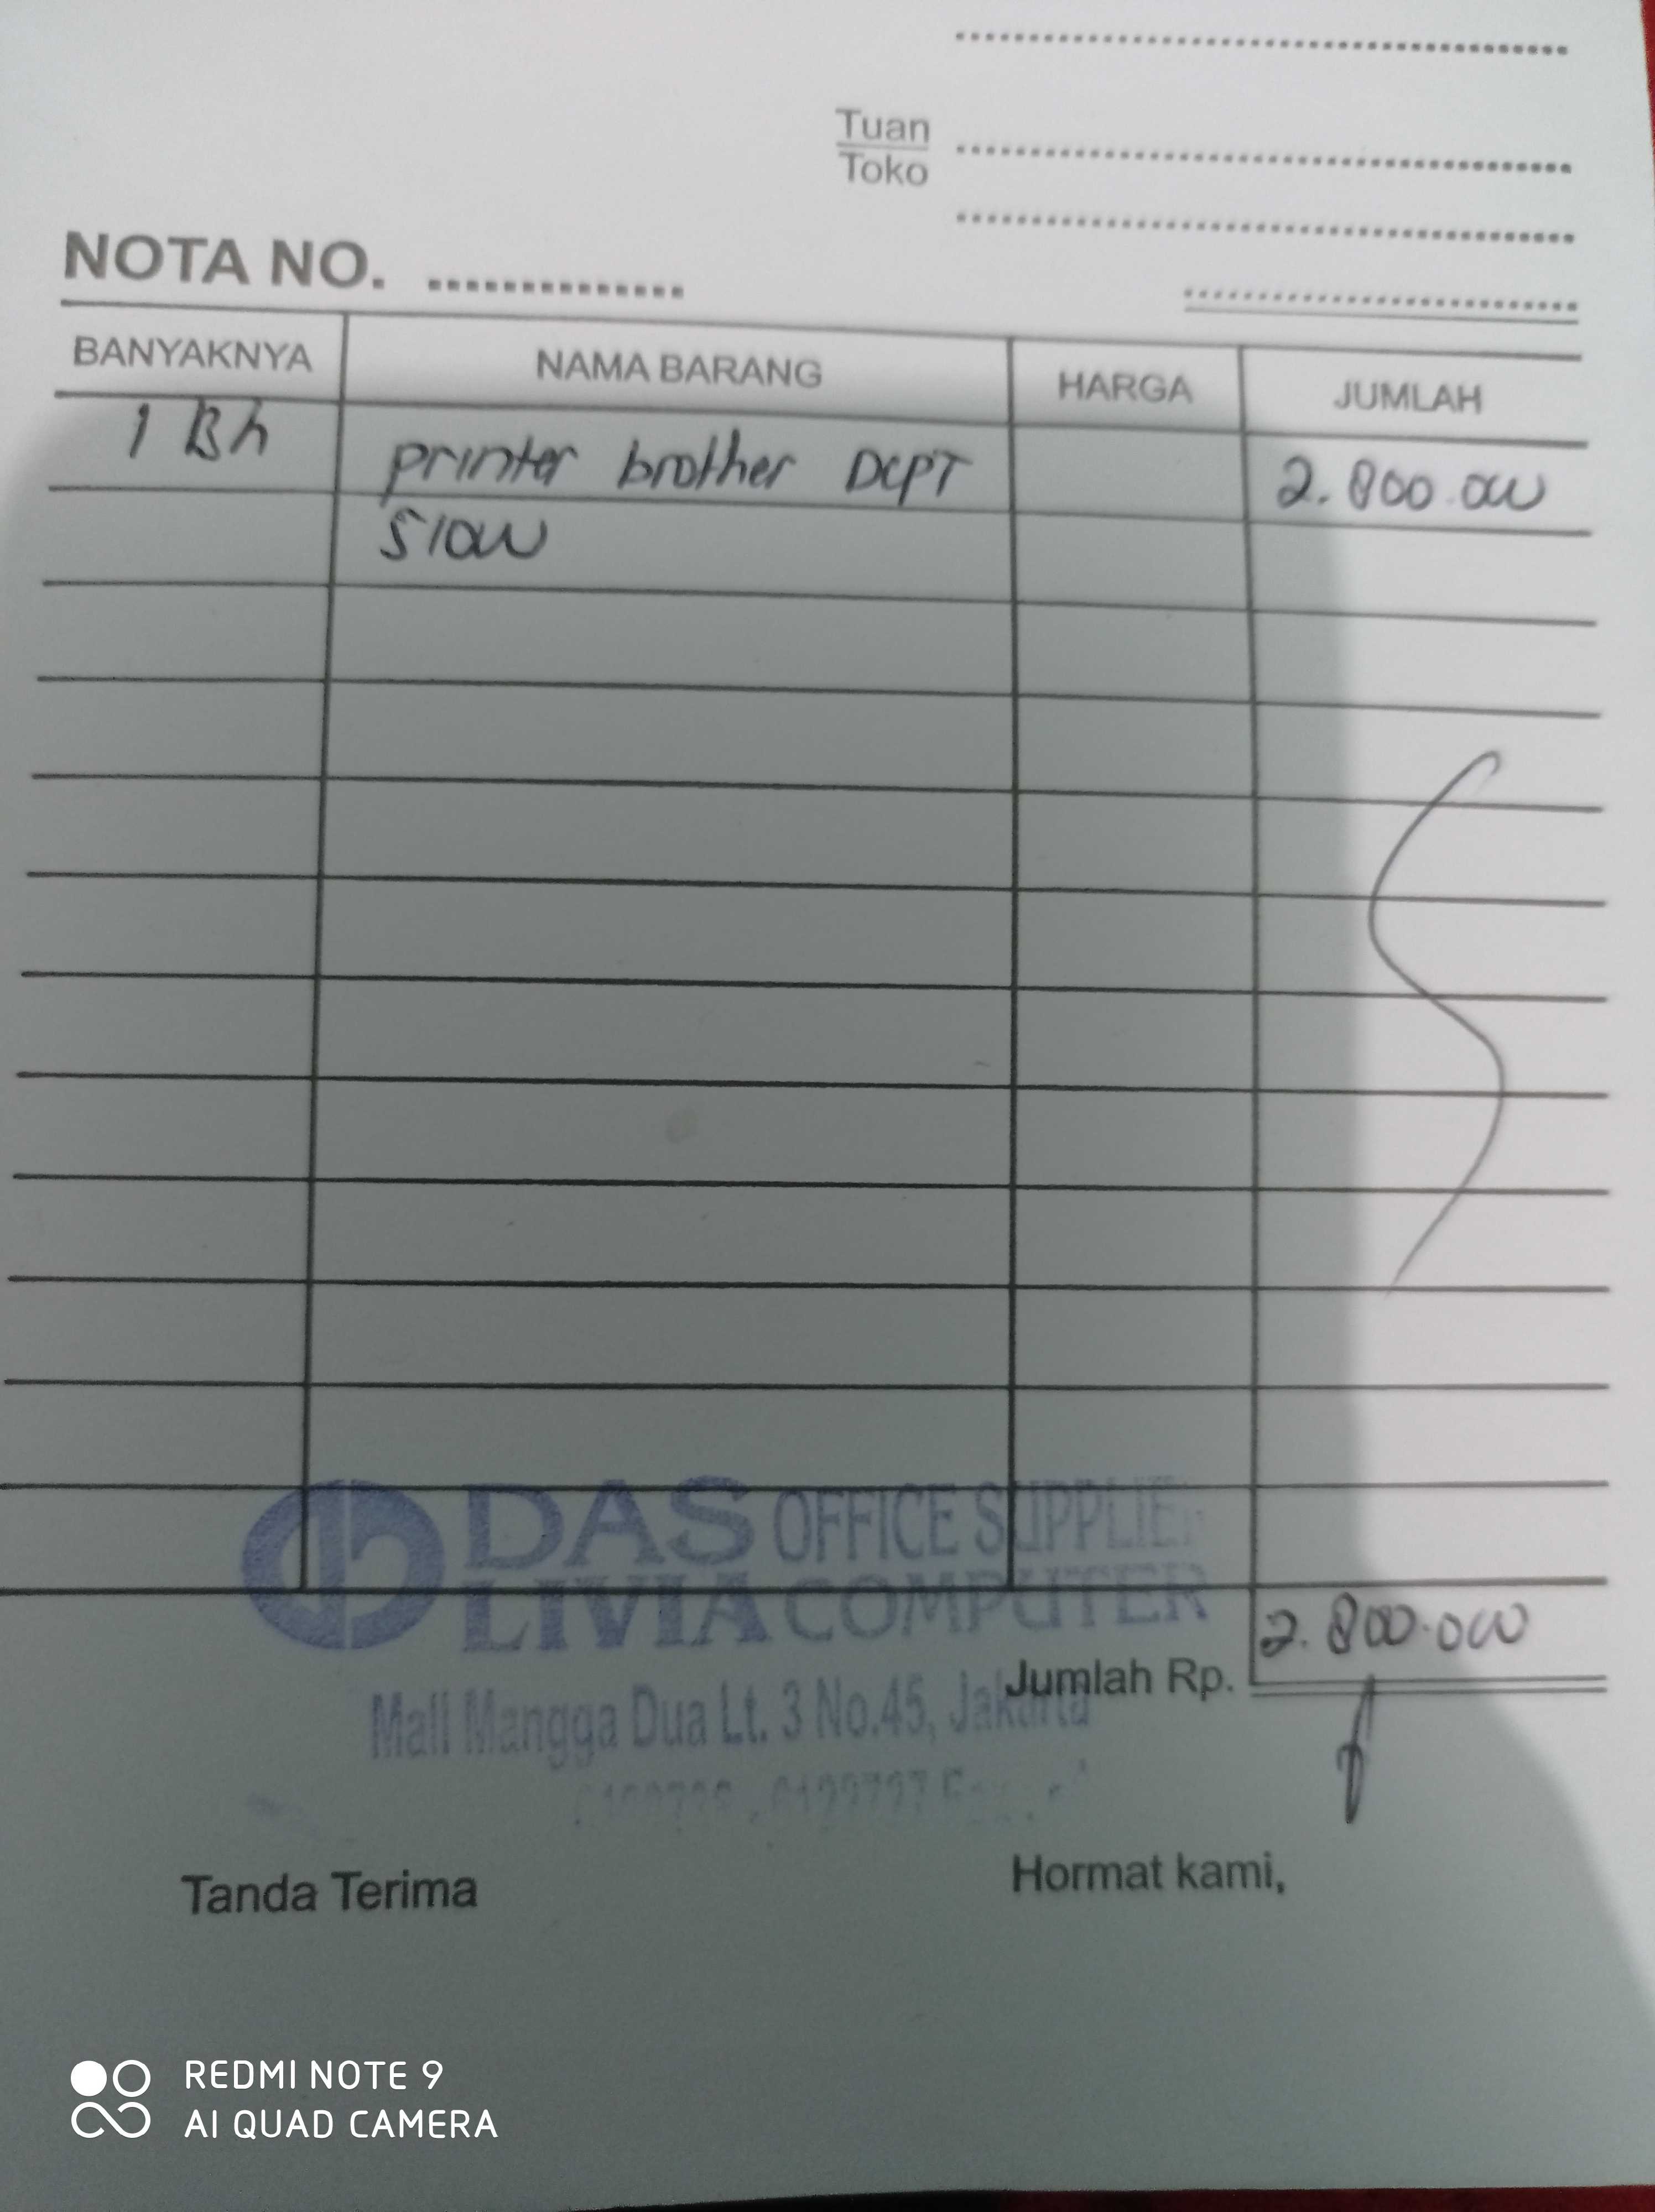 Tuan
Toko
NOTA NO.
BANYAKNYA NAMA BARANG HARGA JUMLAH
1 Bh printer brother DCPT 2.800.000
510W
DAS OFFICE SUPPLIE
LIVIA COMPUTER
2.800.000
Jumlah Rp.
Mall Mangga Dua Lt. 3 No.45, Jakarta
Tanda Terima Hormat kami,
REDMI NOTE 9
AI QUAD CAMERA